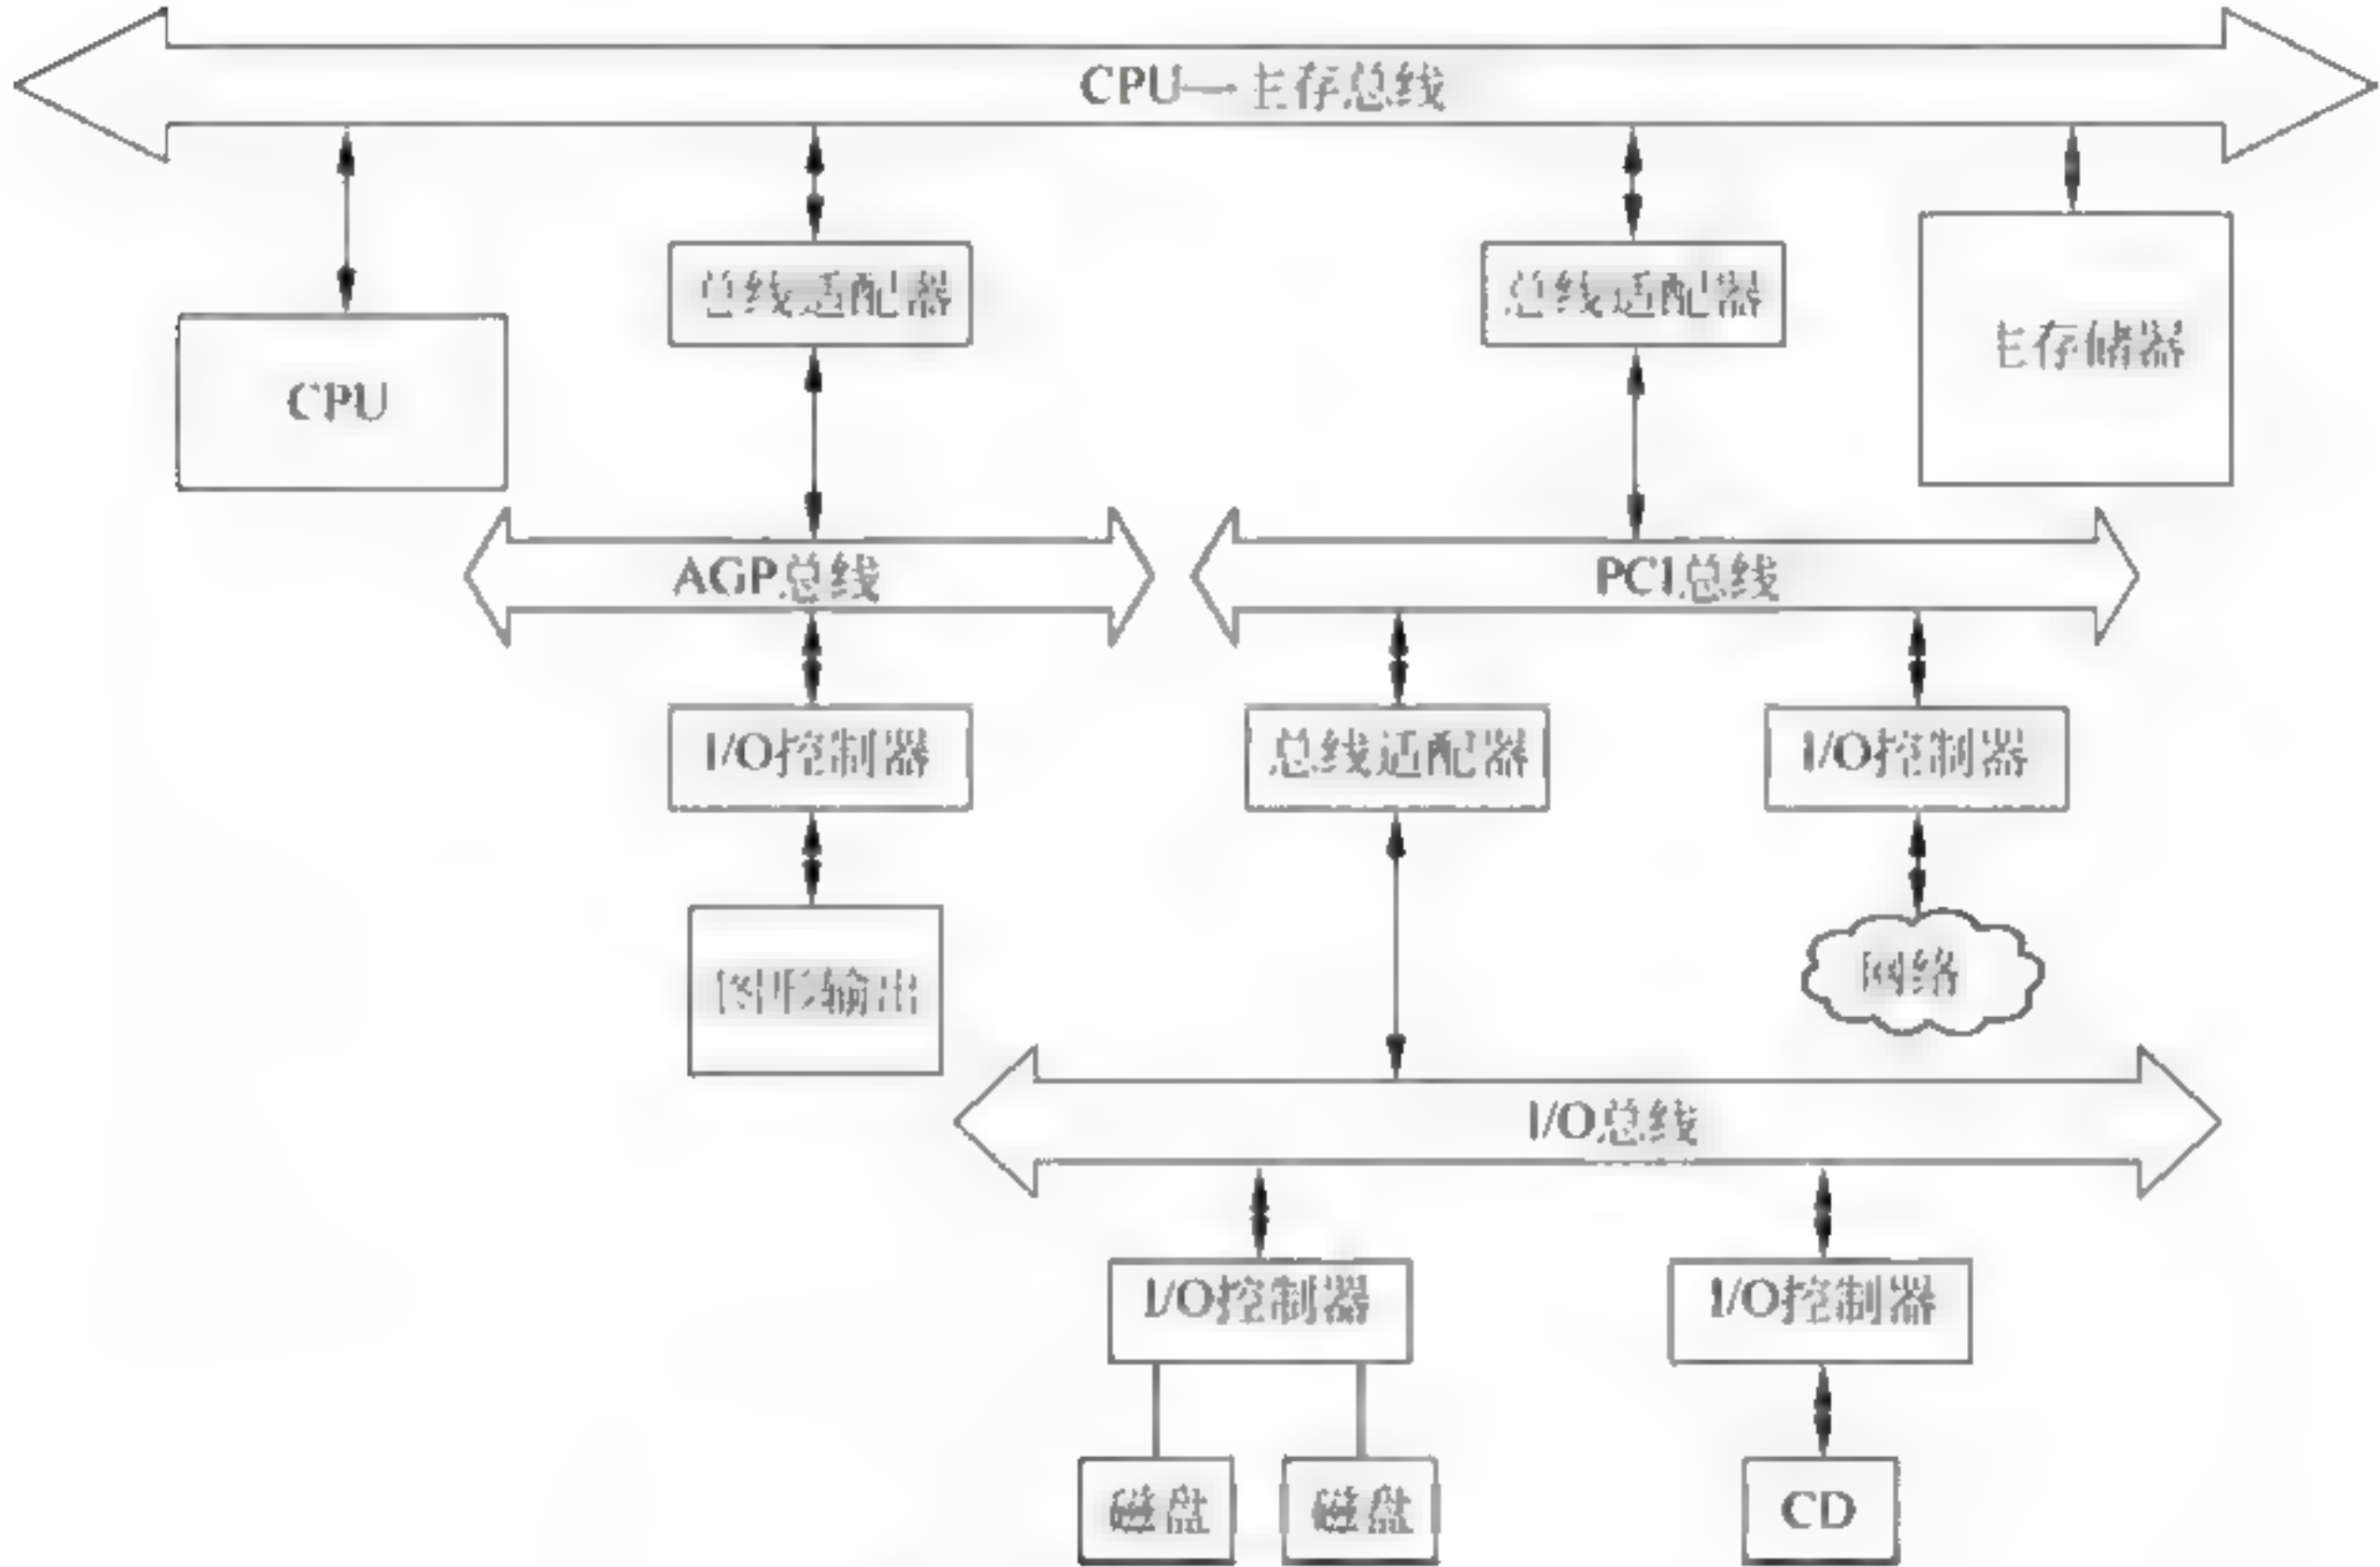 CPU—主存总线
总线适配器
总线适配器
主存储器
CPU
AGP总线
PCI总线
I/O控制器
总线适配器
I/O控制器
图形输出
网络
I/O总线
I/O控制器
I/O控制器
磁盘
磁盘
CD